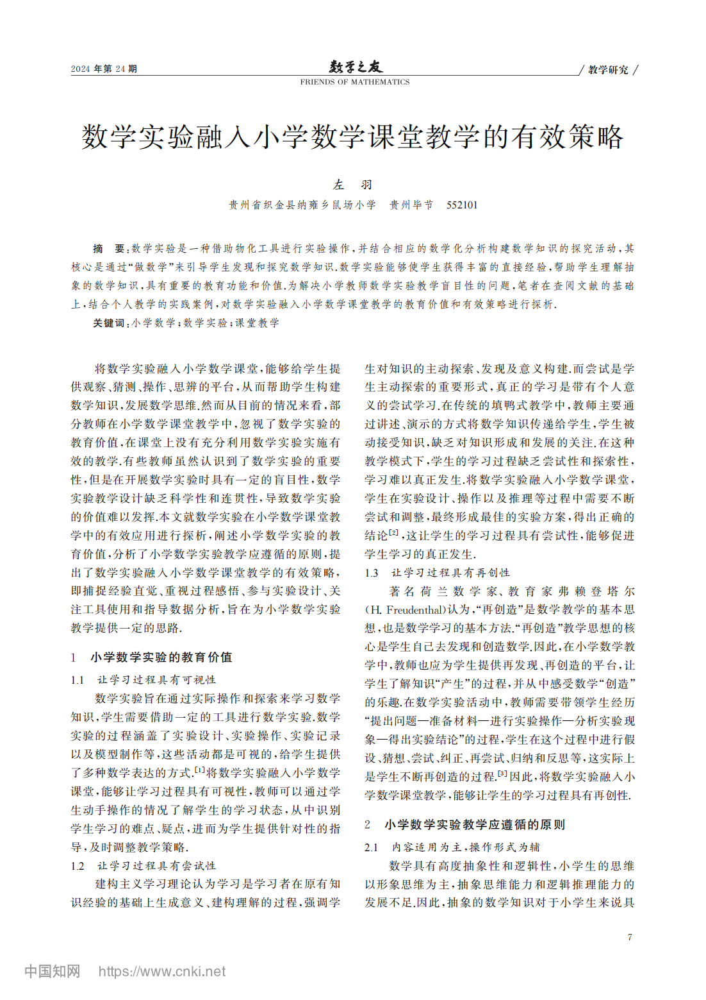 2024 年第 24 期
数学之友
FRIENDS OF MATHEMATICS
教学研究
数学实验融入小学数学课堂教学的有效策略
左 羽
贵州省织金县纳雍乡鼠场小学 贵州毕节 552101
摘 要:数学实验是一种借助物化工具进行实验操作,并结合相应的数学化分析构建数学知识的探究活动,其
核心是通过“做数学”来引导学生发现和探究数学知识.数学实验能够使学生获得丰富的直接经验,帮助学生理解抽
象的数学知识,具有重要的教育功能和价值.为解决小学教师数学实验教学盲目性的问题,笔者在查阅文献的基础
上,结合个人教学的实践案例,对数学实验融入小学数学课堂教学的教育价值和有效策略进行探析.
关键词:小学数学;数学实验;课堂教学
将数学实验融入小学数学课堂,能够给学生提
供观察、猜测、操作、思辨的平台,从而帮助学生构建
数学知识,发展数学思维.然而从目前的情况来看,部
分教师在小学数学课堂教学中,忽视了数学实验的
教育价值,在课堂上没有充分利用数学实验实施有
效的教学.有些教师虽然认识到了数学实验的重要
性,但是在开展数学实验时具有一定的盲目性,数学
实验教学设计缺乏科学性和连贯性,导致数学实验
的价值难以发挥.本文就数学实验在小学数学课堂教
学中的有效应用进行探析,阐述小学数学实验的教
育价值,分析了小学数学实验教学应遵循的原则,提
出了数学实验融入小学数学课堂教学的有效策略,
即捕捉经验直觉、重视过程感悟、参与实验设计、关
注工具使用和指导数据分析,旨在为小学数学实验
教学提供一定的思路.
1 小学数学实验的教育价值
1.1 让学习过程具有可视性
数学实验旨在通过实际操作和探索来学习数学
知识,学生需要借助一定的工具进行数学实验.数学
实验的过程涵盖了实验设计、实验操作、实验记录
以及模型制作等,这些活动都是可视的,给学生提供
了多种数学表达的方式.[1]将数学实验融入小学数学
课堂,能够让学习过程具有可视性,教师可以通过学
生动手操作的情况了解学生的学习状态,从中识别
学生学习的难点、疑点,进而为学生提供针对性的指
导,及时调整教学策略.
1.2 让学习过程具有尝试性
建构主义学习理论认为学习是学习者在原有知
识经验的基础上生成意义、建构理解的过程,强调学
生对知识的主动探索、发现及意义构建.而尝试是学
生主动探索的重要形式,真正的学习是带有个人意
义的尝试学习.在传统的填鸭式教学中,教师主要通
过讲述、演示的方式将数学知识传递给学生,学生被
动接受知识,缺乏对知识形成和发展的关注.在这种
教学模式下,学生的学习过程缺乏尝试性和探索性,
学习难以真正发生.将数学实验融入小学数学课堂,
学生在实验设计、操作以及推理等过程中需要不断
尝试和调整,最终形成最佳的实验方案,得出正确的
结论[2],这让学生的学习过程具有尝试性,能够促进
学生学习的真正发生.
1.3 让学习过程具有再创性
著名荷兰数学家、教育家弗赖登塔尔
(H. Freudenthal)认为,“再创造”是数学教学的基本思
想,也是数学学习的基本方法.“再创造”教学思想的核
心是学生自己去发现和创造数学.因此,在小学数学教
学中,教师也应为学生提供再发现、再创造的平台,让
学生了解知识“产生”的过程,并从中感受数学“创造”
的乐趣.在数学实验活动中,教师需要带领学生经历
“提出问题—准备材料—进行实验操作—分析实验现
象—得出实验结论”的过程,学生在这个过程中进行假
设、猜想、尝试、纠正、再尝试、归纳和反思等,这实际上
是学生不断再创造的过程.[3]因此,将数学实验融入小
学数学课堂教学,能够让学生的学习过程具有再创性.
2 小学数学实验教学应遵循的原则
2.1 内容适用为主,操作形式为辅
数学具有高度抽象性和逻辑性,小学生的思维
以形象思维为主,抽象思维能力和逻辑推理能力的
发展不足.因此,抽象的数学知识对于小学生来说具
7
中国知网 https://www.cnki.net